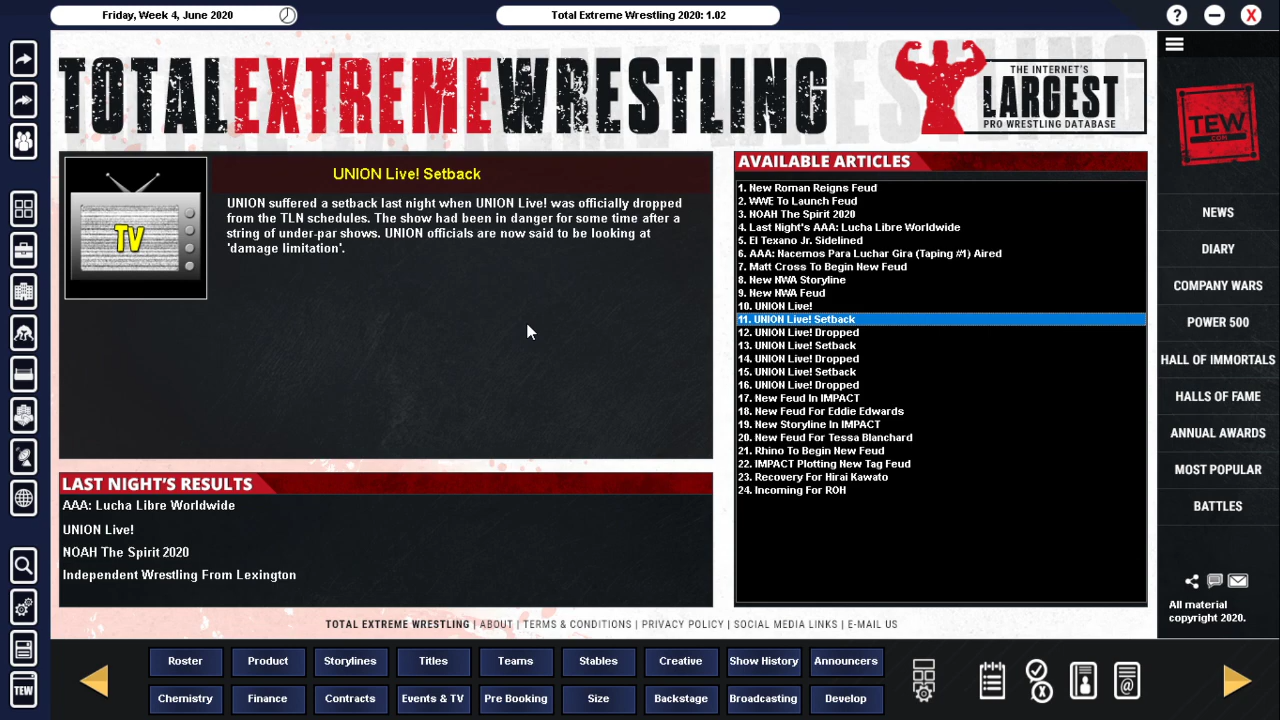 Friday, Week 4, June 2020
Total Extreme Wrestling 2020: 1.02
?
X
TOTALEXTREMEWRESTLING
THE INTERNET'S
LARGEST
PRO WRESTLING DATABASE
TEW
.COM
UNION Live! Setback
TV
UNION suffered a setback last night when UNION Live! was officially dropped
from the TLN schedules. The show had been in danger for some time after a
string of under-par shows. UNION officials are now said to be looking at
'damage limitation'.
AVAILABLE ARTICLES
1. New Roman Reigns Feud
2. WWE To Launch Feud
3. NOAH The Spirit 2020
4. Last Night's AAA: Lucha Libre Worldwide
5. El Texano Jr. Sidelined
6. AAA: Nacemos Para Luchar Gira (Taping #1) Aired
7. Matt Cross To Begin New Feud
8. New NWA Storyline
9. New NWA Feud
10. UNION Live!
11. UNION Live! Setback
12. UNION Live! Dropped
13. UNION Live! Setback
14. UNION Live! Dropped
15. UNION Live! Setback
16. UNION Live! Dropped
17. New Feud In IMPACT
18. New Feud For Eddie Edwards
19. New Storyline In IMPACT
20. New Feud For Tessa Blanchard
21. Rhino To Begin New Feud
22. IMPACT Plotting New Tag Feud
23. Recovery For Hirai Kawato
24. Incoming For ROH
NEWS
DIARY
COMPANY WARS
POWER 500
HALL OF IMMORTALS
HALLS OF FAME
ANNUAL AWARDS
MOST POPULAR
BATTLES
All material
copyright 2020.
LAST NIGHT'S RESULTS
AAA: Lucha Libre Worldwide
UNION Live!
NOAH The Spirit 2020
Independent Wrestling From Lexington
TOTAL EXTREME WRESTLING | ABOUT | TERMS & CONDITIONS | PRIVACY POLICY | SOCIAL MEDIA LINKS | E-MAIL US
Roster Product Storylines Titles Teams Stables Creative Show History Announcers
Chemistry Finance Contracts Events & TV Pre Booking Size Backstage Broadcasting Develop
TEW